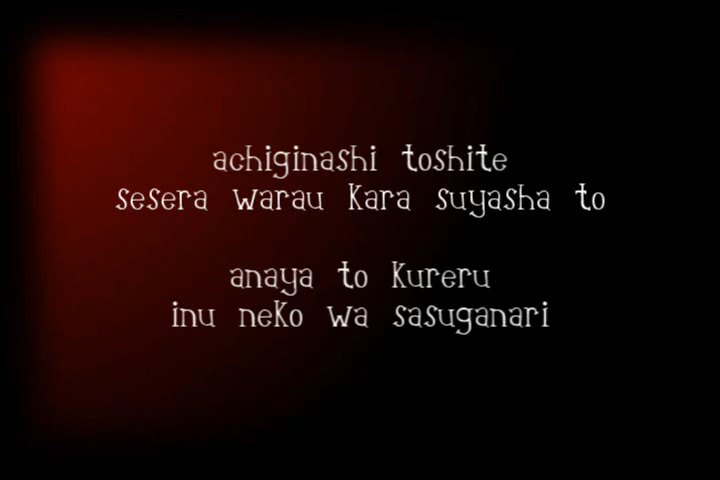 achiginashi toshite
sesera warau kara suyasha to
anaya to kureru
inu neko wa sasuganari